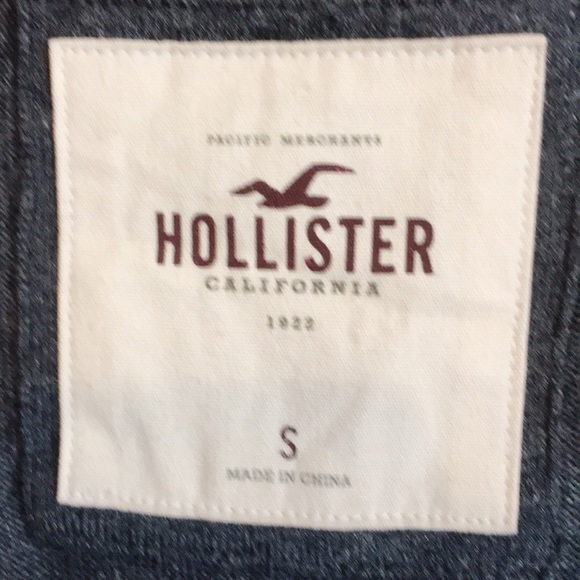 PACIFIC MERCHANTS
HOLLISTER
CALIFORNIA
1922
S
MADE IN CHINA